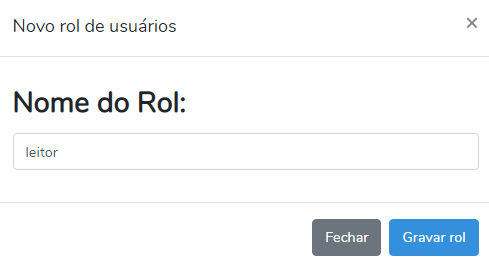 Novo rol de usuários ×
Nome do Rol:
leitor
Fechar Gravar rol